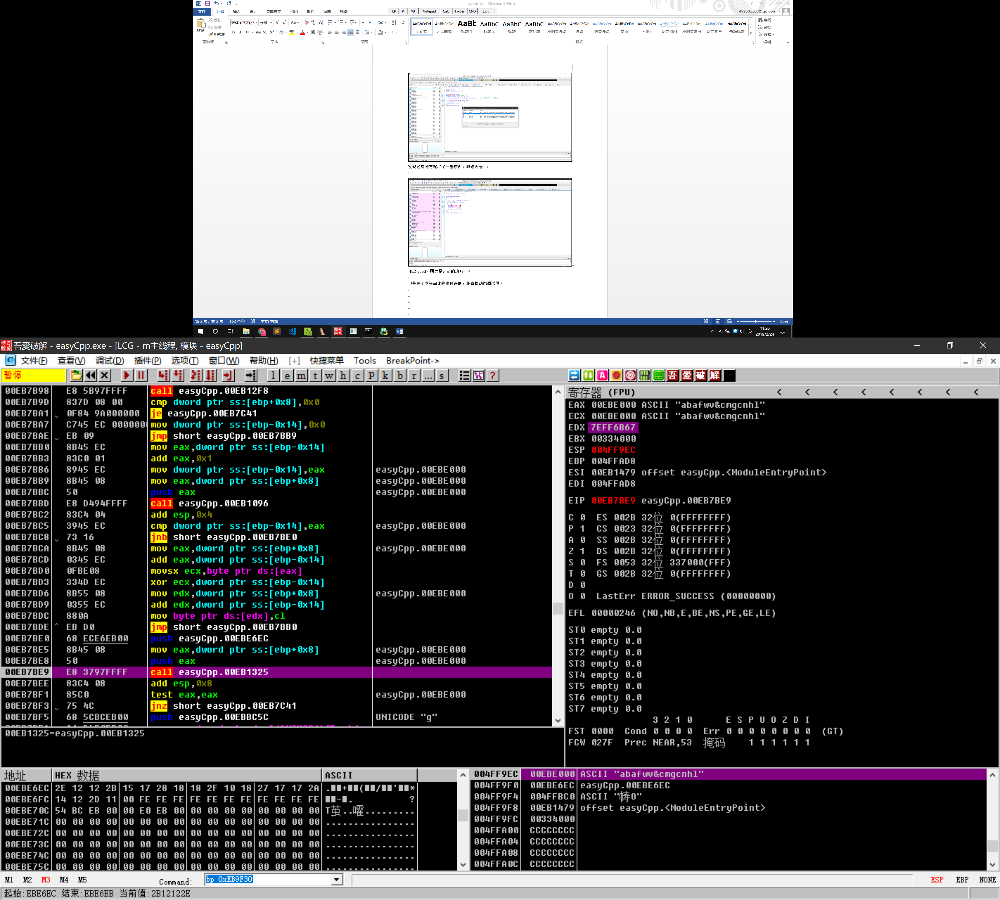 wp.docx - Microsoft Word
文件 开始 插入 设计 页面布局 引用 邮件 审阅 视图
BP P VB Notepad Calc Folder CMD Exit
499602203@qq.com
粘贴 剪切 复制 格式刷
宋体 (中文正文 五号
AaBbCcDd AaBbCcDd AaBb AaBbC AaBbC AaBbC AaBbCcDd AaBbCcDd AaBbCcDd AaBbCcDd AaBbCcDd AaBbCcDd AaBbCcDd AaBbCcDd AaBbCcDd
正文 无间隔 标题 1 标题 2 标题 副标题 不明显强调 强调 明显强调 要点 引用 明显引用 不明显参考 明显参考 书籍标题
查找 替换 选择
剪贴板 字体 段落 样式 编辑
发现还有地方输出了一些东西，跟进去看，
输出 good，明显是判断的地方。
但是有个字符串比较难以获取，我直接动态调试得
第 2 页，共 2 页 162 个字 中文(中国) 95%
英 11:26
2019/2/24
吾愛破解 - easyCpp.exe - [LCG - m主线程, 模块 - easyCpp]
文件(F) 查看(V) 调试(D) 插件(P) 选项(T) 窗口(W) 帮助(H) [+] 快捷菜单 Tools BreakPoint->
暂停 l e m t w h c p k b r ... s ? 吾 爱 破 解
00EB7B98 E8 5B97FFFF call easyCpp.00EB12F8
00EB7B9D 837D 08 00 cmp dword ptr ss:[ebp+0x8],0x0
00EB7BA1 0F84 9A000000 je easyCpp.00EB7C41
00EB7BA7 C745 EC 000000 mov dword ptr ss:[ebp-0x14],0x0
00EB7BAE EB 09 jmp short easyCpp.00EB7BB9
00EB7BB0 8B45 EC mov eax,dword ptr ss:[ebp-0x14]
00EB7BB3 83C0 01 add eax,0x1
00EB7BB6 8945 EC mov dword ptr ss:[ebp-0x14],eax easyCpp.00EBE000
00EB7BB9 8B45 08 mov eax,dword ptr ss:[ebp+0x8] easyCpp.00EBE000
00EB7BBC 50 push eax easyCpp.00EBE000
00EB7BBD E8 D494FFFF call easyCpp.00EB1096
00EB7BC2 83C4 04 add esp,0x4
00EB7BC5 3945 EC cmp dword ptr ss:[ebp-0x14],eax easyCpp.00EBE000
00EB7BC8 73 16 jnb short easyCpp.00EB7BE0
00EB7BCA 8B45 08 mov eax,dword ptr ss:[ebp+0x8] easyCpp.00EBE000
00EB7BCD 0345 EC add eax,dword ptr ss:[ebp-0x14]
00EB7BD0 0FBE08 movsx ecx,byte ptr ds:[eax]
00EB7BD3 334D EC xor ecx,dword ptr ss:[ebp-0x14]
00EB7BD6 8B55 08 mov edx,dword ptr ss:[ebp+0x8] easyCpp.00EBE000
00EB7BD9 0355 EC add edx,dword ptr ss:[ebp-0x14]
00EB7BDC 880A mov byte ptr ds:[edx],cl
00EB7BDE EB D0 jmp short easyCpp.00EB7BB0
00EB7BE0 68 ECE6EB00 push easyCpp.00EBE6EC
00EB7BE5 8B45 08 mov eax,dword ptr ss:[ebp+0x8] easyCpp.00EBE000
00EB7BE8 50 push eax easyCpp.00EBE000
00EB7BE9 E8 3797FFFF call easyCpp.00EB1325
00EB7BEE 83C4 08 add esp,0x8
00EB7BF1 85C0 test eax,eax easyCpp.00EBE000
00EB7BF3 75 4C jnz short easyCpp.00EB7C41
00EB7BF5 68 5CBCEB00 push easyCpp.00EBBC5C UNICODE "g"
00EB1325=easyCpp.00EB1325
寄存器 (FPU) < < < < < < < <
EAX 00EBE000 ASCII "abafwv&cmgcnhl"
ECX 00EBE000 ASCII "abafwv&cmgcnhl"
EDX 7EFF6B67
EBX 00334000
ESP 004FF9EC
EBP 004FFAD8
ESI 00EB1479 offset easyCpp.<ModuleEntryPoint>
EDI 004FFAD8
EIP 00EB7BE9 easyCpp.00EB7BE9
C 0 ES 002B 32位 0(FFFFFFFF)
P 1 CS 0023 32位 0(FFFFFFFF)
A 0 SS 002B 32位 0(FFFFFFFF)
Z 1 DS 002B 32位 0(FFFFFFFF)
S 0 FS 0053 32位 337000(FFF)
T 0 GS 002B 32位 0(FFFFFFFF)
D 0
O 0 LastErr ERROR_SUCCESS (00000000)
EFL 00000246 (NO,NB,E,BE,NS,PE,GE,LE)
ST0 empty 0.0
ST1 empty 0.0
ST2 empty 0.0
ST3 empty 0.0
ST4 empty 0.0
ST5 empty 0.0
ST6 empty 0.0
ST7 empty 0.0
3 2 1 0 E S P U O Z D I
FST 0000 Cond 0 0 0 0 Err 0 0 0 0 0 0 0 0 (GT)
FCW 027F Prec NEAR,53 掩码 1 1 1 1 1 1
地址 HEX 数据 ASCII
00EBE6EC 2E 12 12 2B 15 17 28 18 18 2F 10 18 27 17 17 2A
00EBE6FC 14 12 2D 11 00 FE FE FE FE FE FE FE FE FE FE FE
00EBE70C 54 BC EB 00 00 E0 EB 00 00 00 00 00 00 00 00 00 T茧..嚯.........
00EBE71C 00 00 00 00 00 00 00 00 00 00 00 00 00 00 00 00 ................
00EBE72C 00 00 00 00 00 00 00 00 00 00 00 00 00 00 00 00 ................
00EBE73C 00 00 00 00 00 00 00 00 00 00 00 00 00 00 00 00 ................
00EBE74C 00 00 00 00 00 00 00 00 00 00 00 00 00 00 00 00 ................
00EBE75C 00 00 00 00 00 00 00 00 00 00 00 00 00 00 00 00 ................
004FF9EC 00EBE000 ASCII "abafwv&cmgcnhl"
004FF9F0 00EBE6EC easyCpp.00EBE6EC
004FF9F4 004FFBC0 ASCII "帱O"
004FF9F8 00EB1479 offset easyCpp.<ModuleEntryPoint>
004FF9FC 00334000
004FFA00 CCCCCCCC
004FFA04 CCCCCCCC
004FFA08 CCCCCCCC
004FFA0C CCCCCCCC
M1 M2 M3 M4 M5 Command: bp 0xEB9F30 ESP EBP NONE
起始:EBE6EC 结束:EBE6EB 当前值:2B12122E